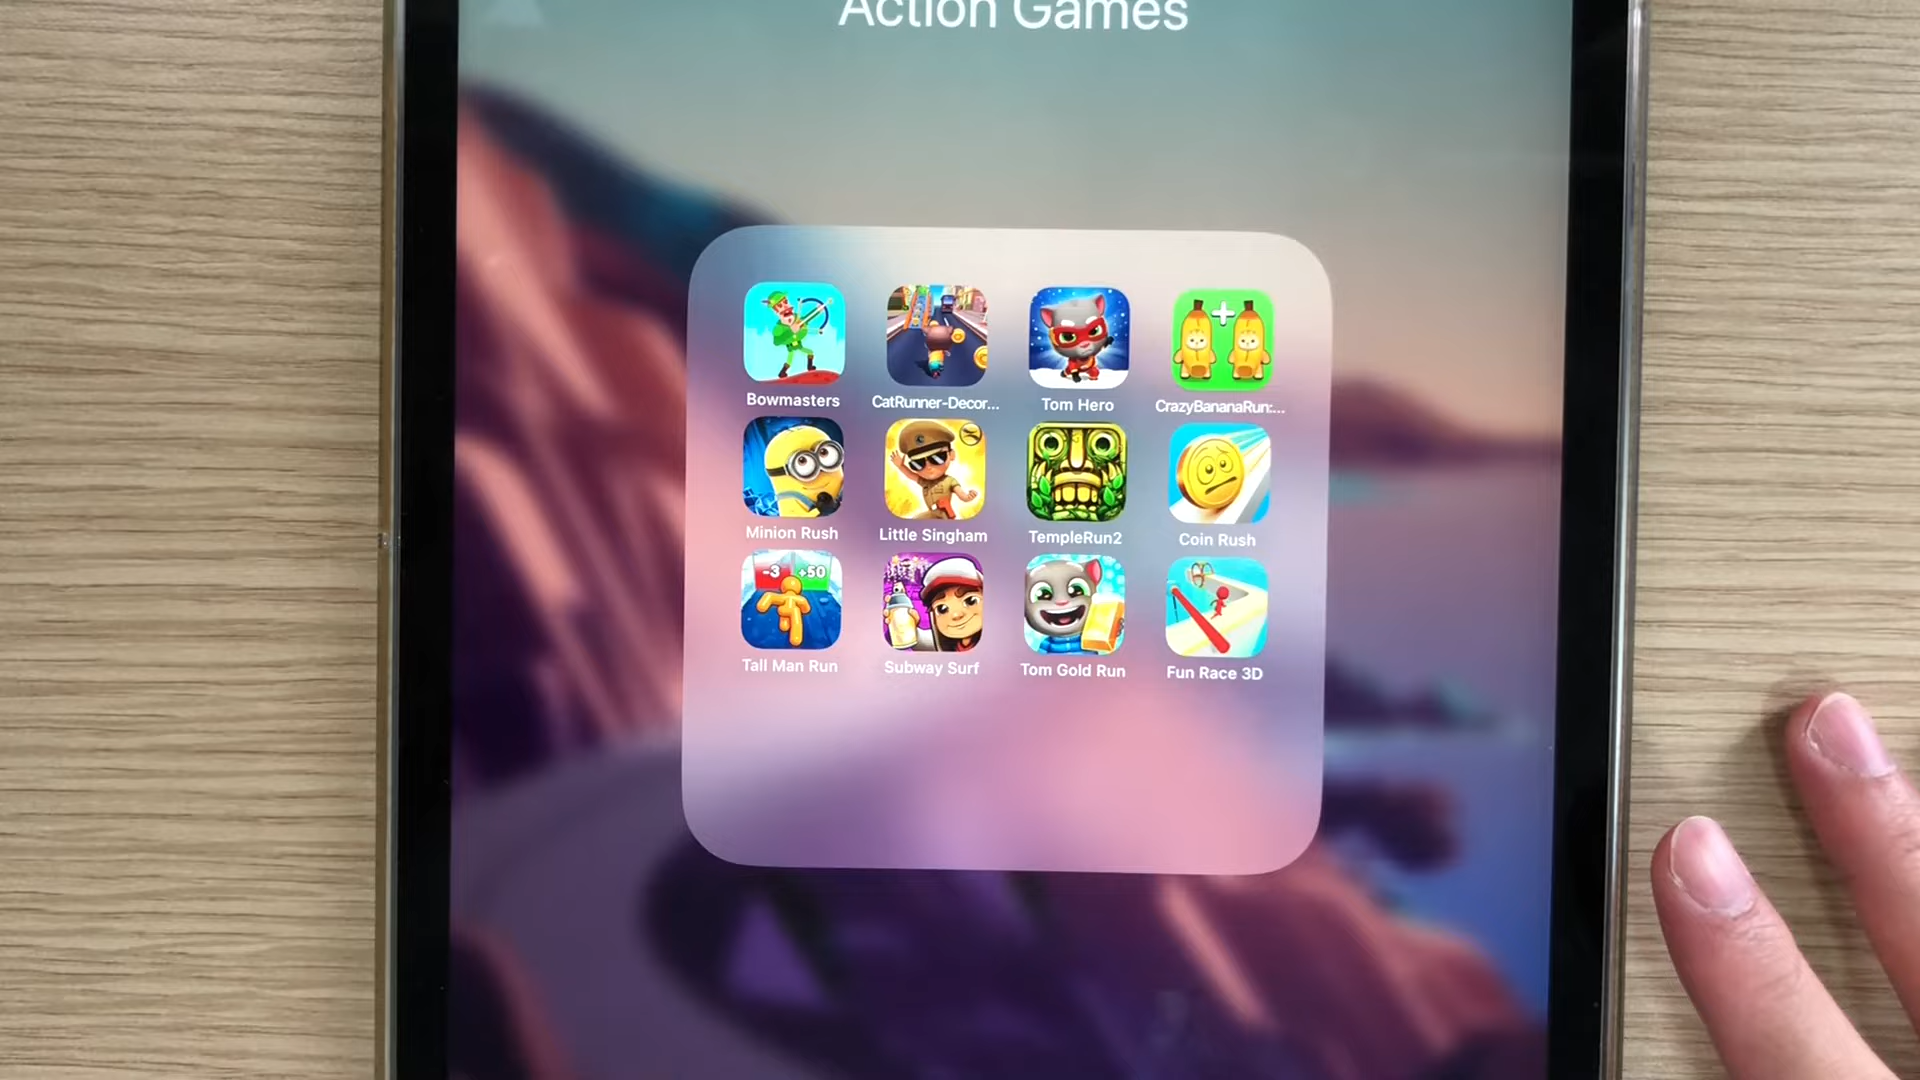 Action Games
Bowmasters
CatRunner-Decor...
Tom Hero
CrazyBananaRun:...
Minion Rush
Little Singham
TempleRun2
Coin Rush
-3 +50
Tall Man Run
Subway Surf
Tom Gold Run
Fun Race 3D